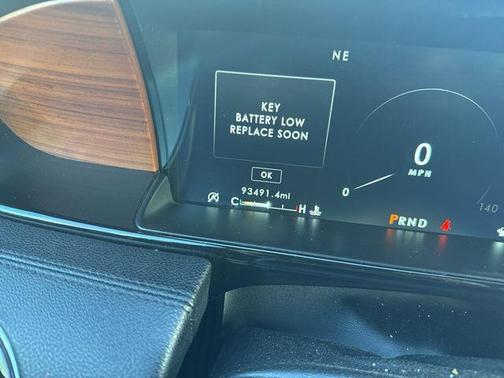 NE
KEY
BATTERY LOW
REPLACE SOON
OK
93491.4mi
C H
0
MPH
0
140
PRND